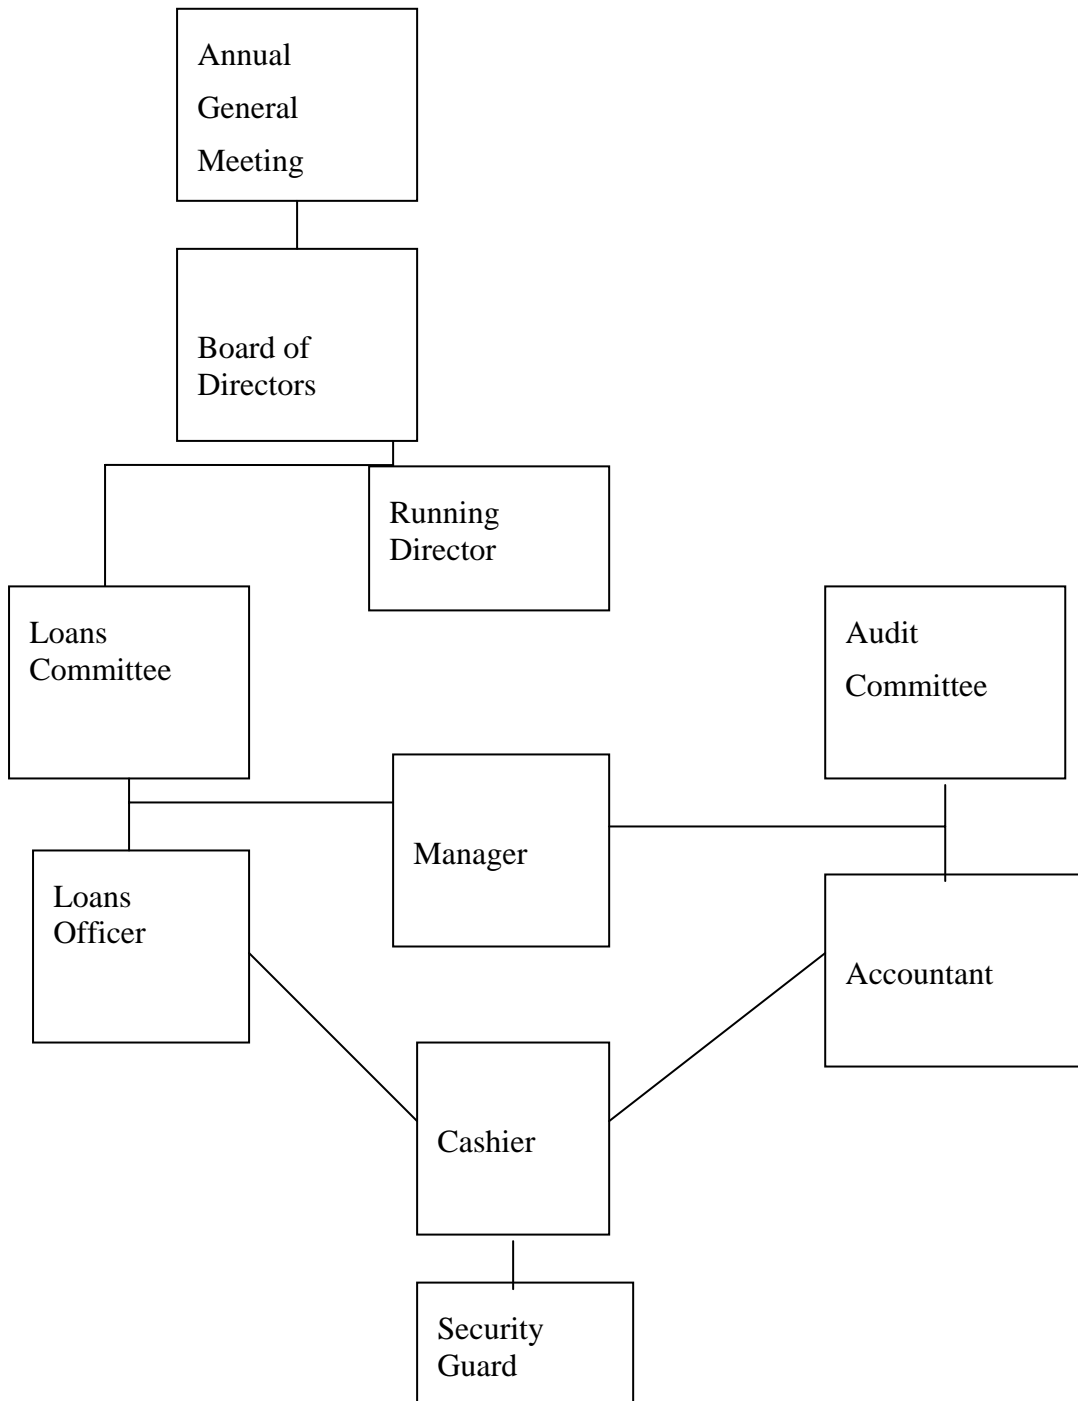 Annual
General
Meeting
Board of
Directors
Running
Director
Loans
Committee
Audit
Committee
Manager
Loans
Officer
Accountant
Cashier
Security
Guard